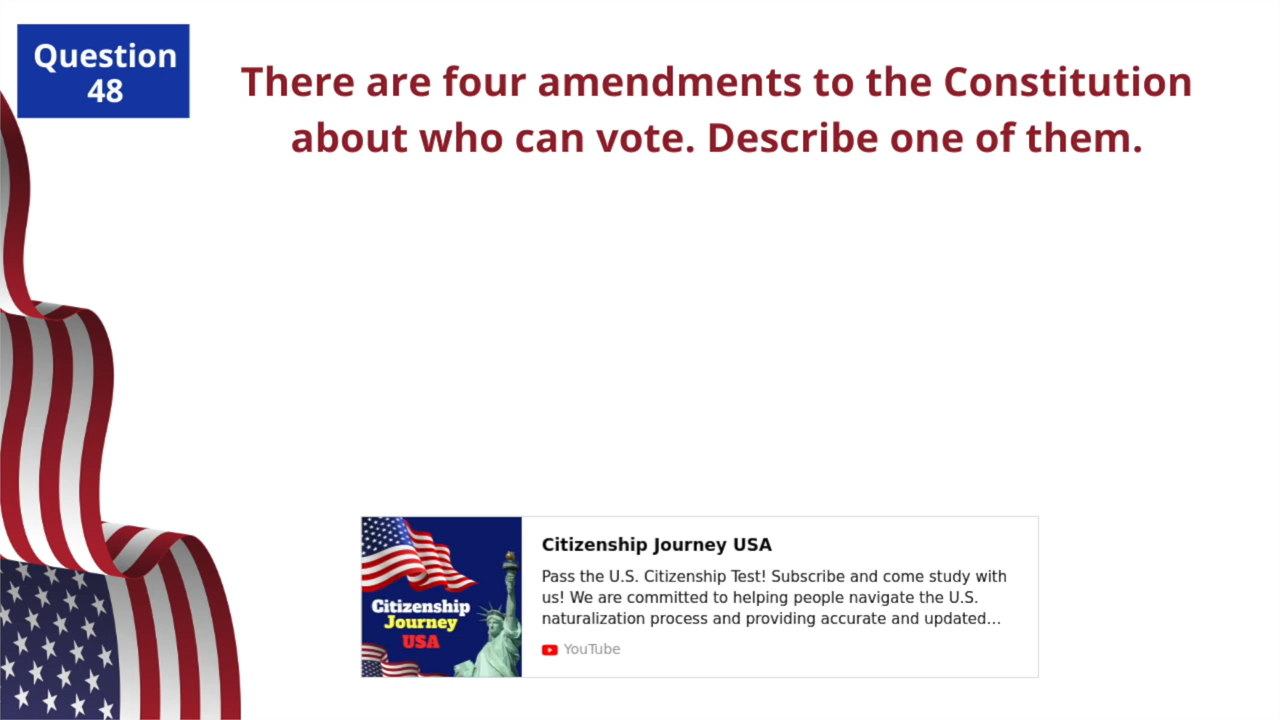 Question
48
There are four amendments to the Constitution
about who can vote. Describe one of them.
Citizenship
Journey
USA
Citizenship Journey USA
Pass the U.S. Citizenship Test! Subscribe and come study with
us! We are committed to helping people navigate the U.S.
naturalization process and providing accurate and updated...
YouTube